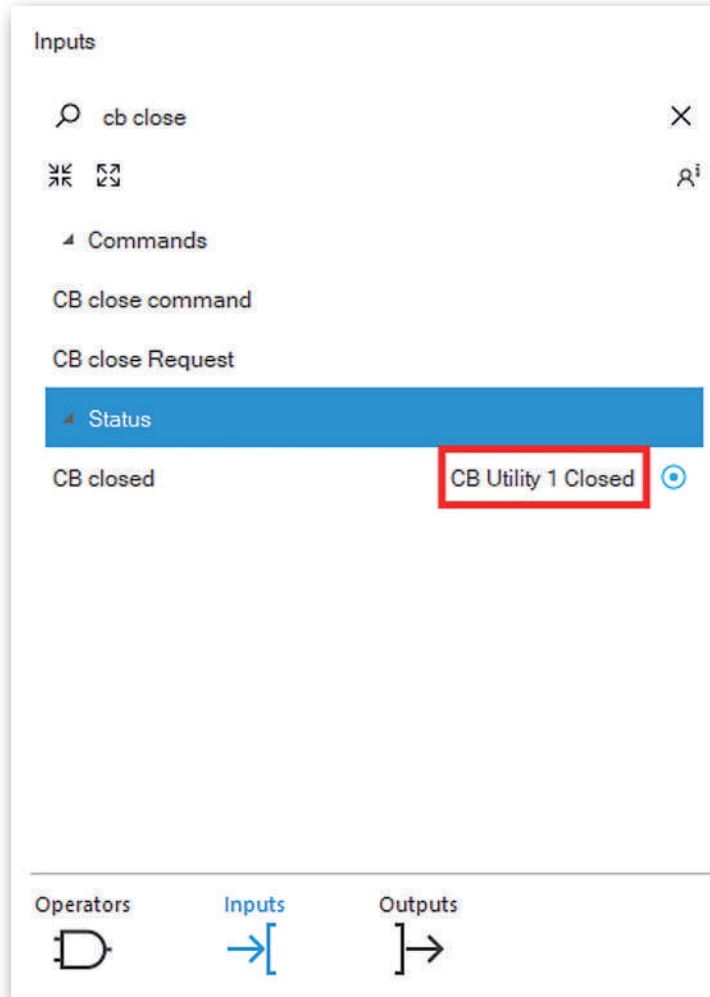 Inputs
cb close
Commands
CB close command
CB close Request
Status
CB closed CB Utility 1 Closed
Operators Inputs Outputs